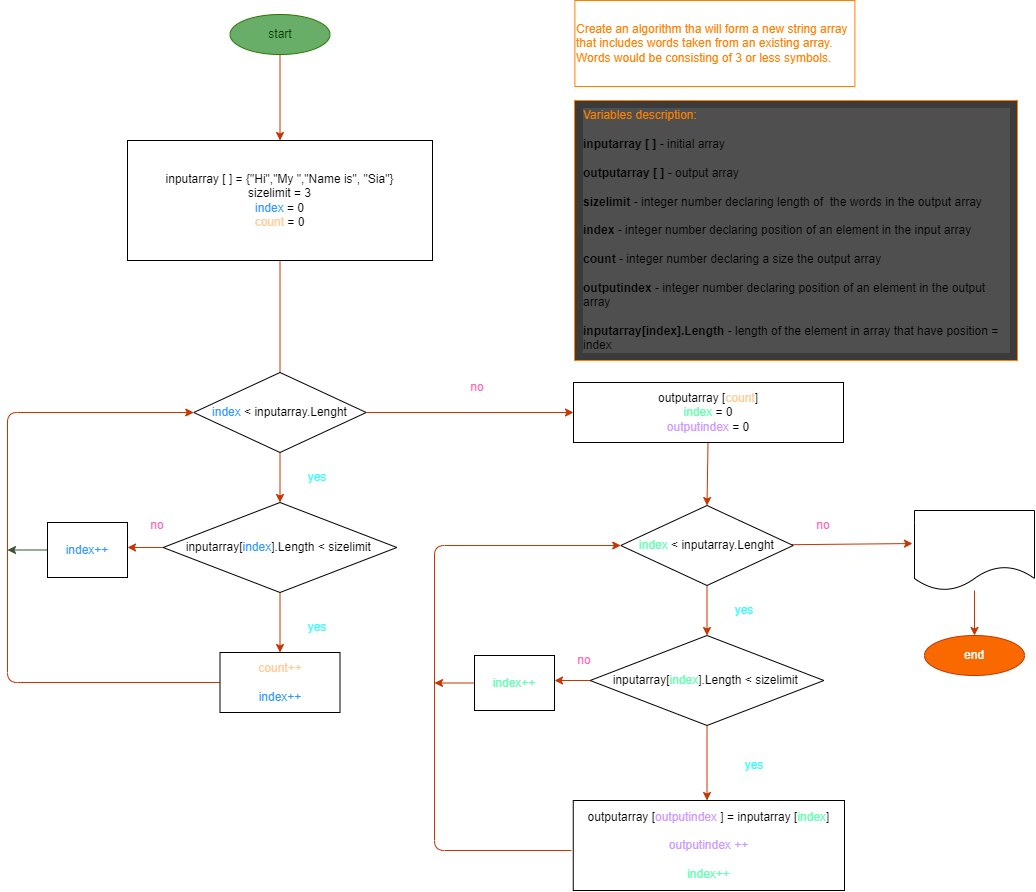 start
Create an algorithm tha will form a new string array
that includes words taken from an existing array.
Words would be consisting of 3 or less symbols.
Variables description:
inputarray [ ] - initial array
outputarray [ ] - output array
sizelimit - integer number declaring length of  the words in the output array
index - integer number declaring position of an element in the input array
count - integer number declaring a size the output array
outputindex - integer number declaring position of an element in the output
array
inputarray[index].Length - length of the element in array that have position =
index
inputarray [ ] = {"Hi","My ","Name is", "Sia"}
sizelimit = 3
index = 0
count = 0
index < inputarray.Lenght
no
yes
inputarray[index].Length < sizelimit
no
index++
yes
count++
index++
outputarray [count]
index = 0
outputindex = 0
index < inputarray.Lenght
no
yes
inputarray[index].Length < sizelimit
no
index++
yes
outputarray [outputindex ] = inputarray [index]
outputindex ++
index++
end